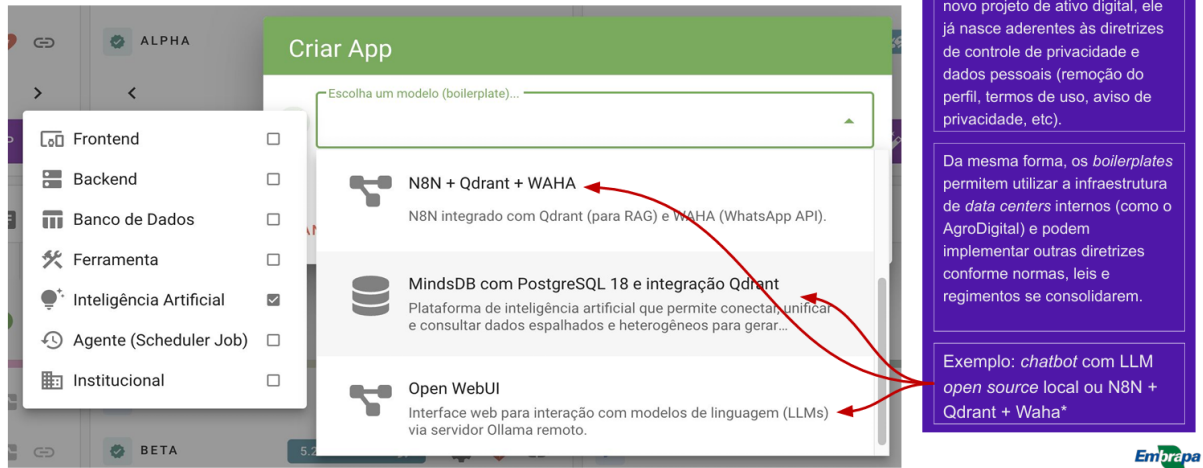 ALPHA
Criar App
Escolha um modelo (boilerplate)...
Frontend
Backend
Banco de Dados
Ferramenta
Inteligência Artificial
Agente (Scheduler Job)
Institucional
N8N + Qdrant + WAHA
N8N integrado com Qdrant (para RAG) e WAHA (WhatsApp API).
MindsDB com PostgreSQL 18 e integração Qdrant
Plataforma de inteligência artificial que permite conectar, unificar
e consultar dados espalhados e heterogêneos para gerar...
Open WebUI
Interface web para interação com modelos de linguagem (LLMs)
via servidor Ollama remoto.
BETA
5.2
novo projeto de ativo digital, ele
já nasce aderentes às diretrizes
de controle de privacidade e
dados pessoais (remoção do
perfil, termos de uso, aviso de
privacidade, etc).
Da mesma forma, os boilerplates
permitem utilizar a infraestrutura
de data centers internos (como o
AgroDigital) e podem
implementar outras diretrizes
conforme normas, leis e
regimentos se consolidarem.
Exemplo: chatbot com LLM
open source local ou N8N +
Qdrant + Waha*
Embrapa